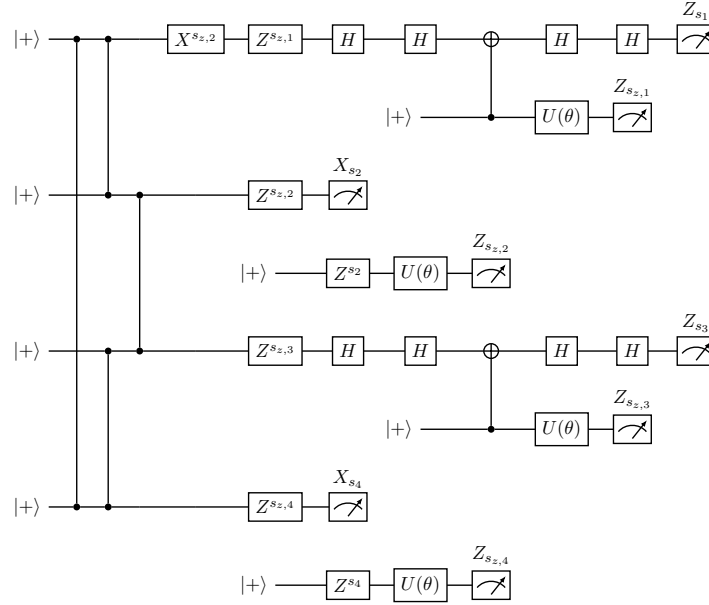 Z_{s_1}
|+⟩ X^{s_{z,2}} Z^{s_{z,1}} H H H H
Z_{s_{z,1}}
|+⟩ U(θ)
X_{s_2}
|+⟩ Z^{s_{z,2}}
Z_{s_{z,2}}
|+⟩ Z^{s_2} U(θ)
Z_{s_3}
|+⟩ Z^{s_{z,3}} H H H H
Z_{s_{z,3}}
|+⟩ U(θ)
X_{s_4}
|+⟩ Z^{s_{z,4}}
Z_{s_{z,4}}
|+⟩ Z^{s_4} U(θ)